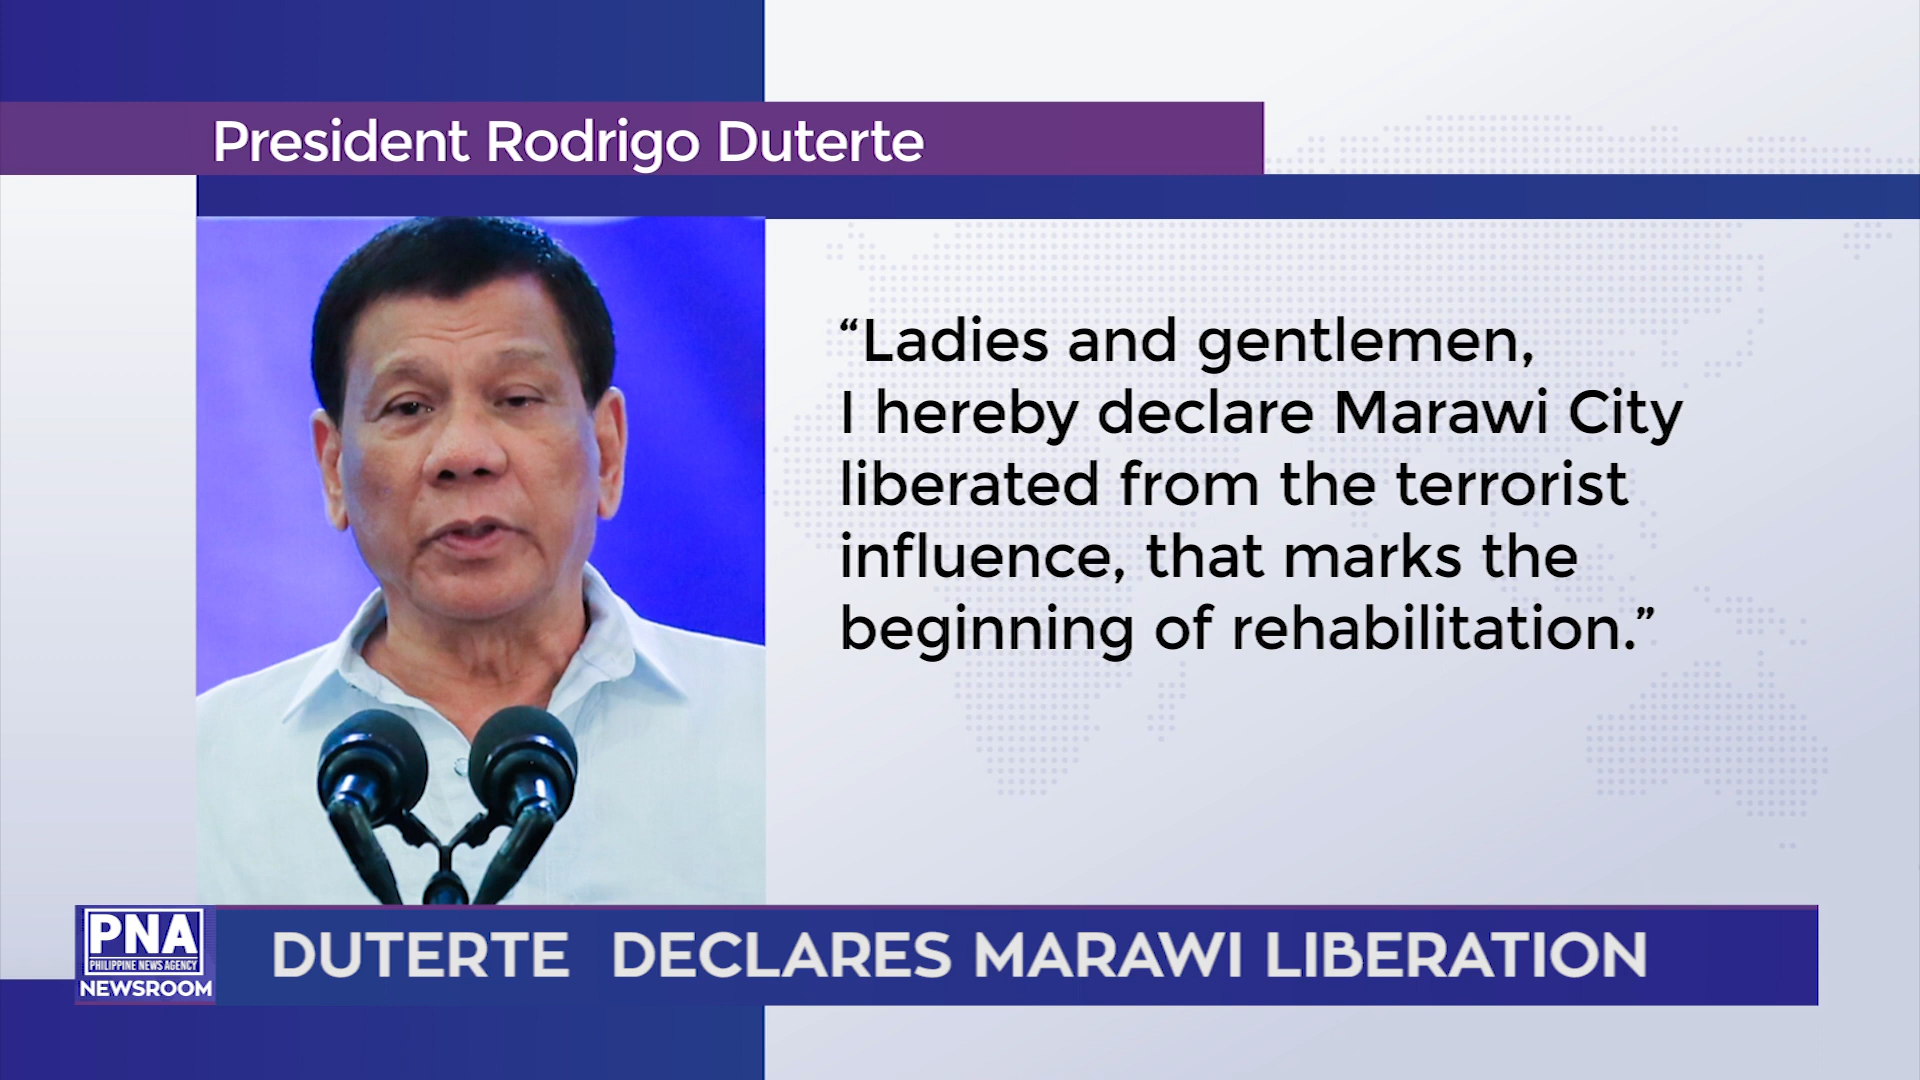 President Rodrigo Duterte
“Ladies and gentlemen,
I hereby declare Marawi City
liberated from the terrorist
influence, that marks the
beginning of rehabilitation.”
PNA
PHILIPPINE NEWS AGENCY
NEWSROOM
DUTERTE DECLARES MARAWI LIBERATION